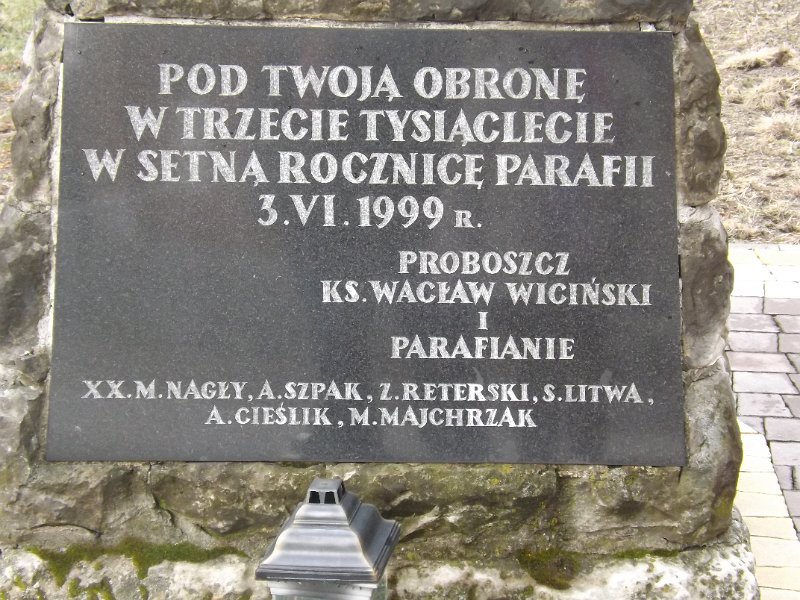 POD TWOJĄ OBRONĘ
W TRZECIE TYSIĄCLECIE
W SETNĄ ROCZNICĘ PARAFII
3.VI.1999 R.
PROBOSZCZ
KS. WACŁAW WICIŃSKI
I
PARAFIANIE
XX. M. NAGŁY, A. SZPAK, Z. RETERSKI, S. LITWA,
A. CIEŚLIK, M. MAJCHRZAK